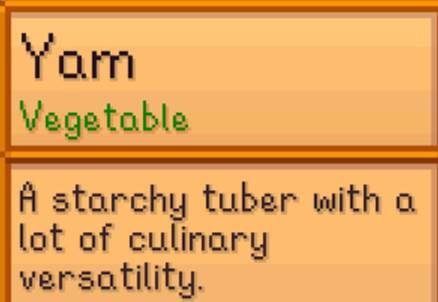 Yam
Vegetable
A starchy tuber with a
lot of culinary
versatility.